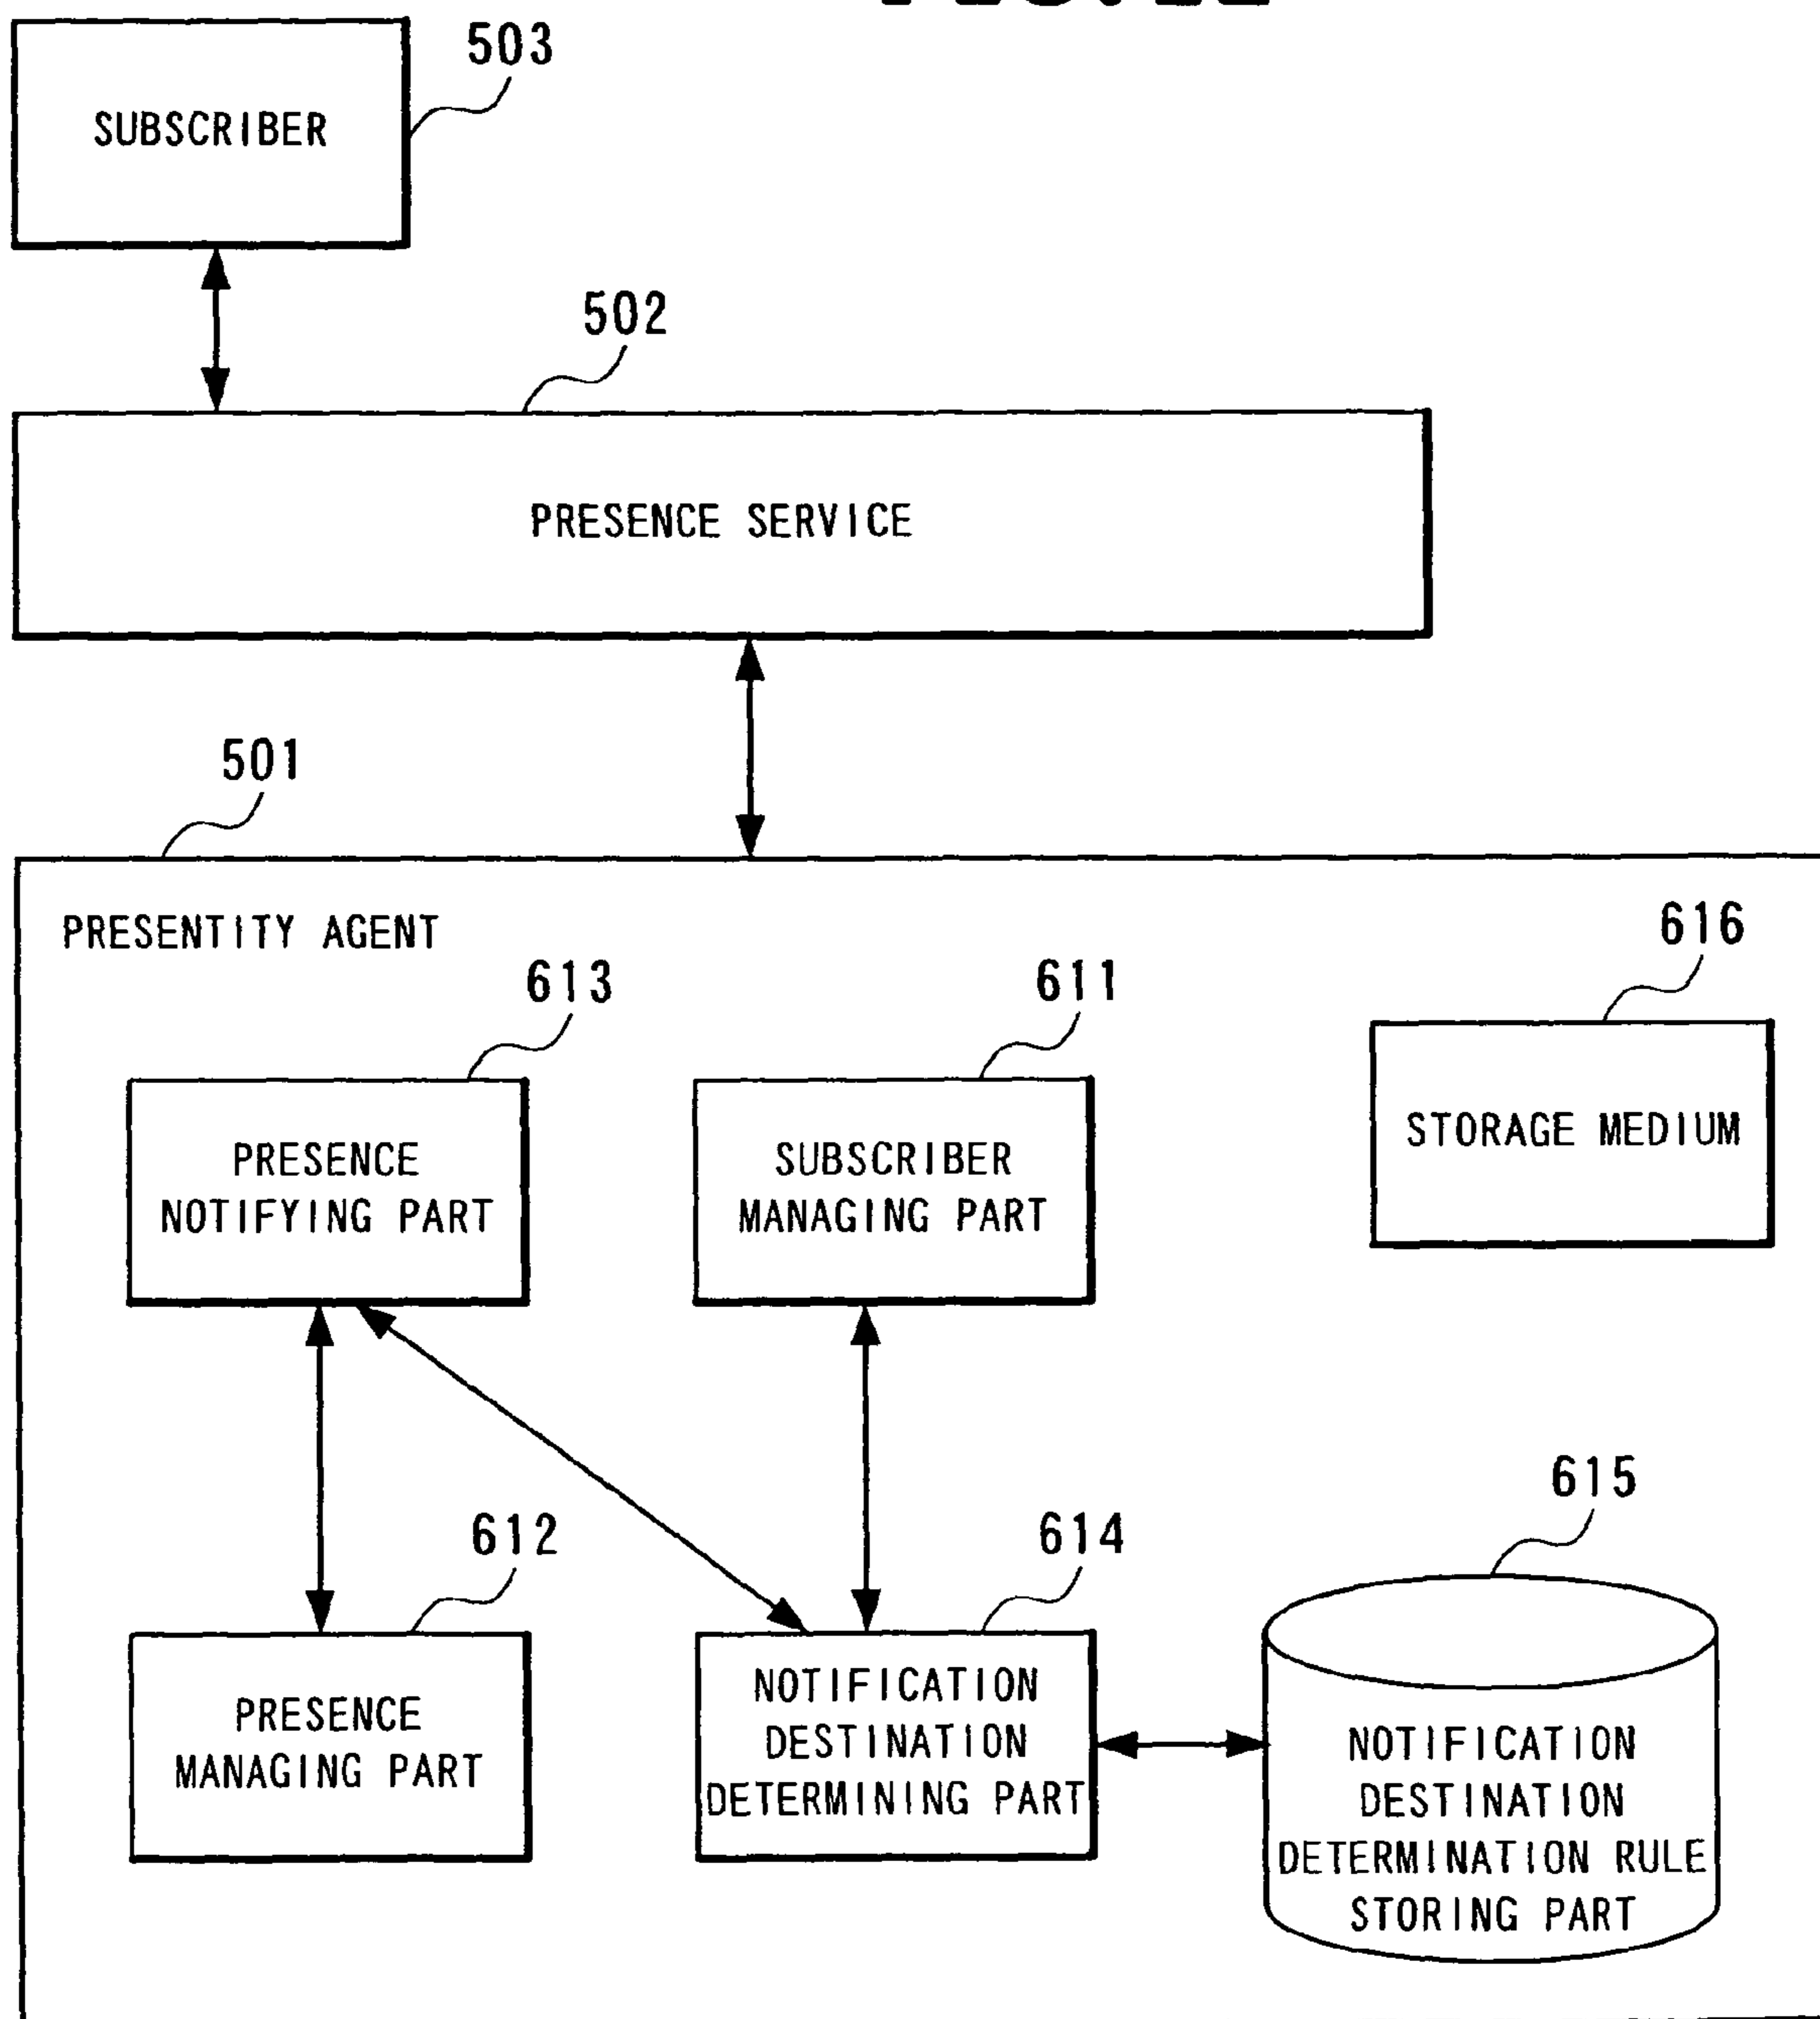 503
SUBSCRIBER
502
PRESENCE SERVICE
501
PRESENTITY AGENT
616
613
611
STORAGE MEDIUM
PRESENCE
NOTIFYING PART
SUBSCRIBER
MANAGING PART
615
612
614
PRESENCE
MANAGING PART
NOTIFICATION
DESTINATION
DETERMINING PART
NOTIFICATION
DESTINATION
DETERMINATION RULE
STORING PART